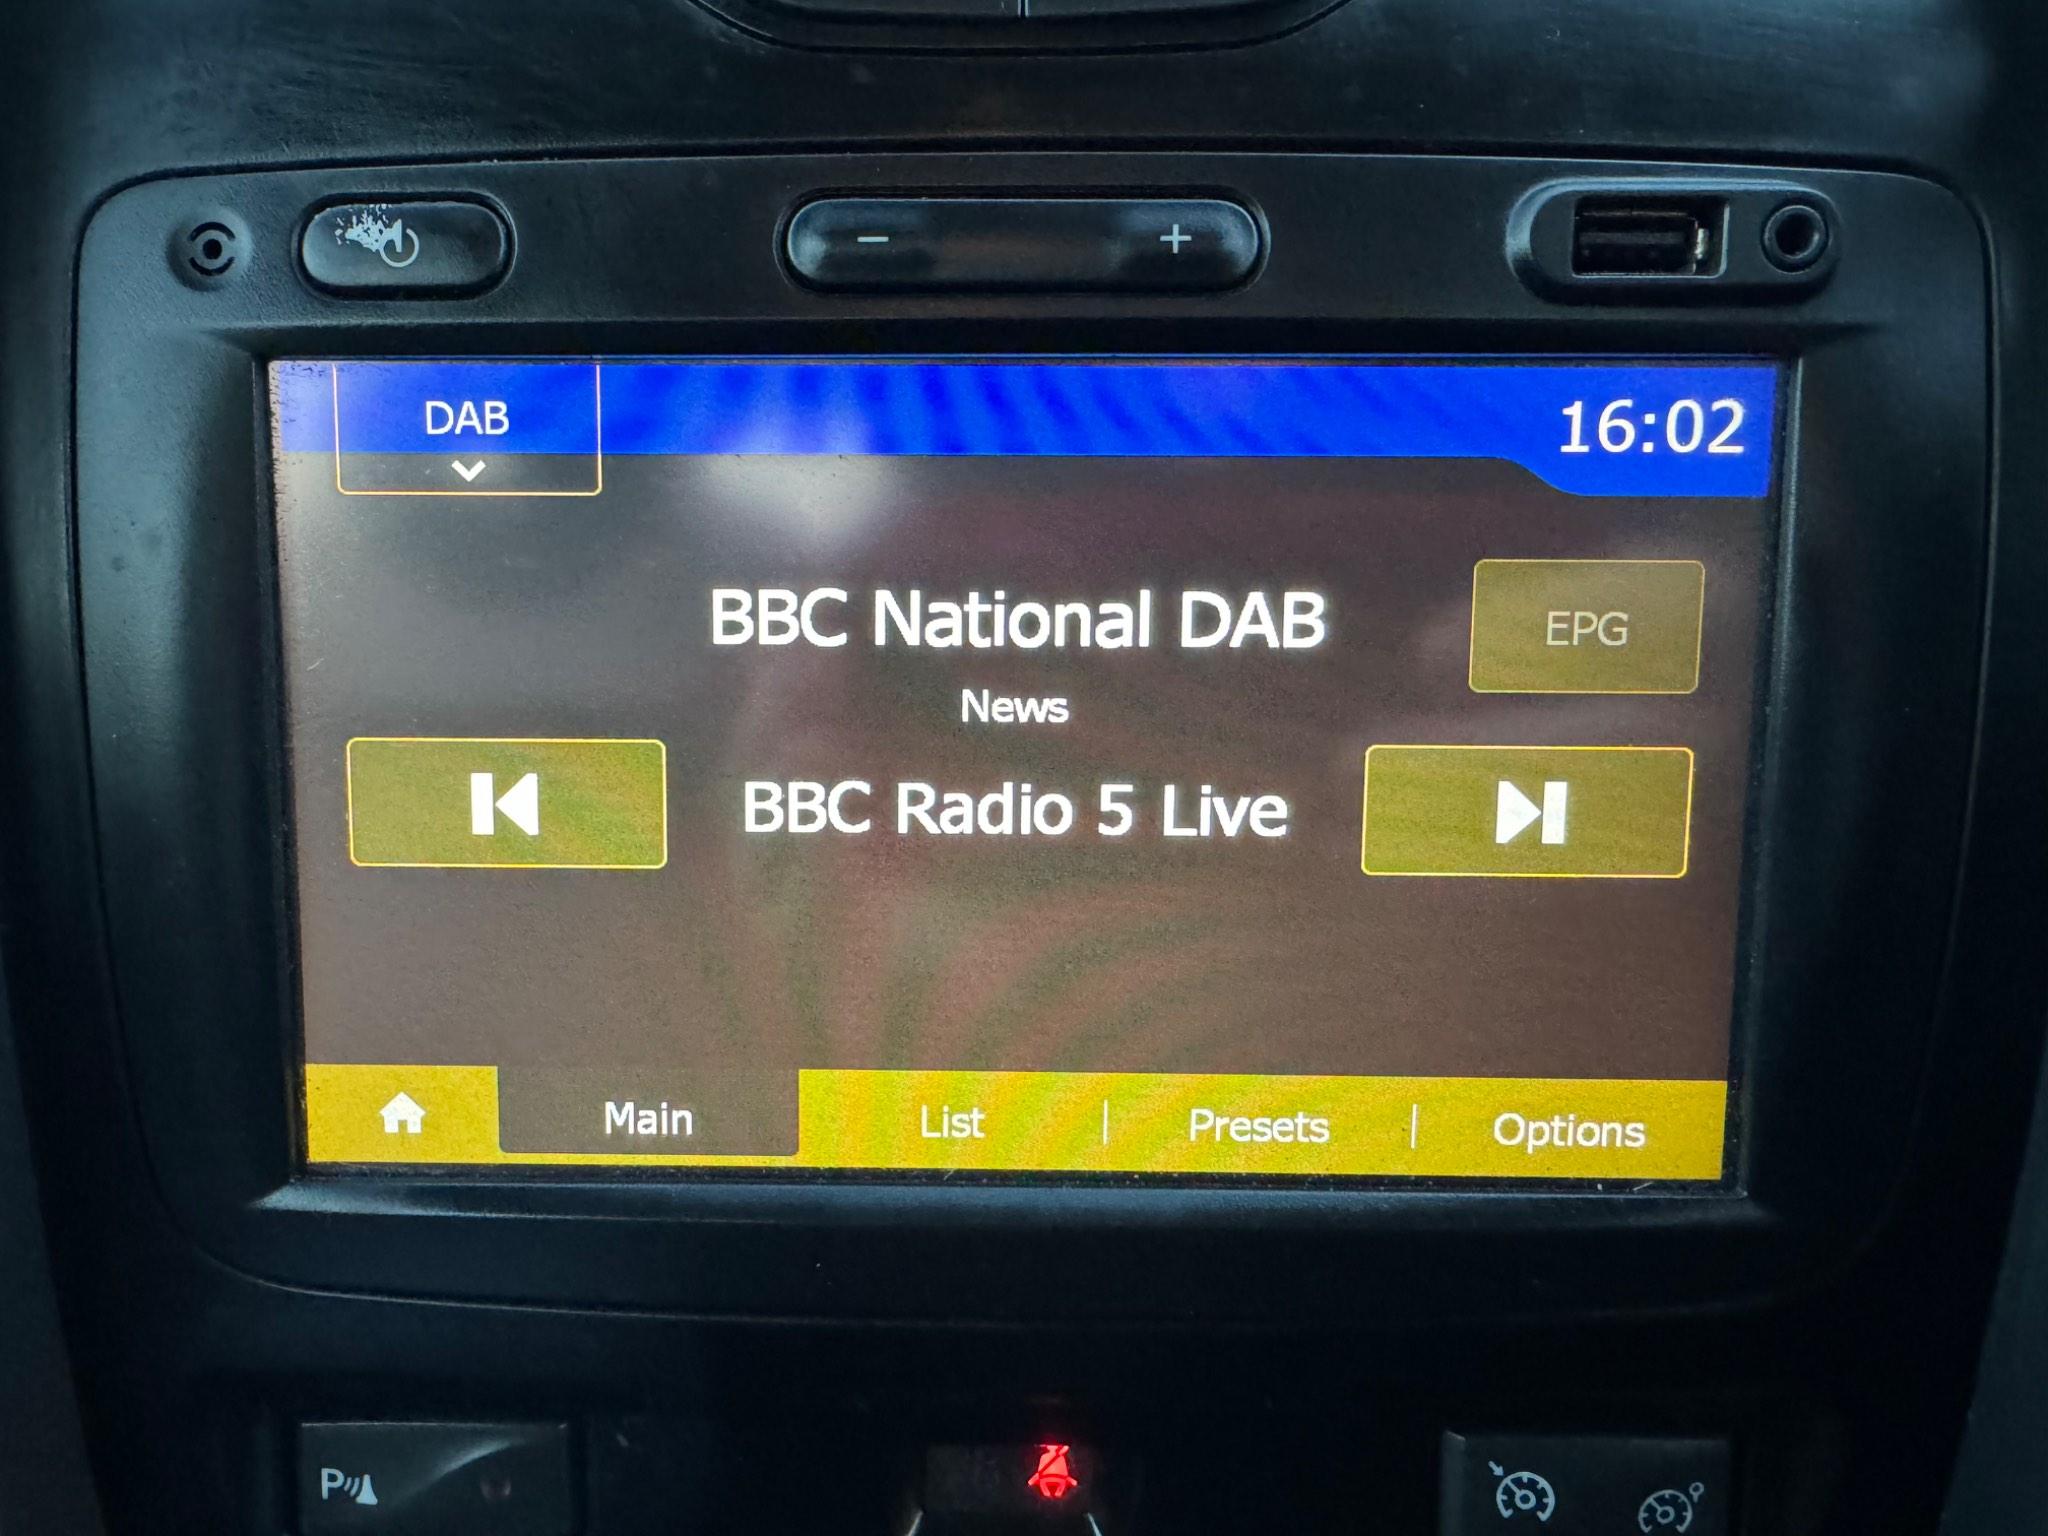 − +
DAB
16:02
BBC National DAB
EPG
News
BBC Radio 5 Live
Main
List
Presets
Options
P